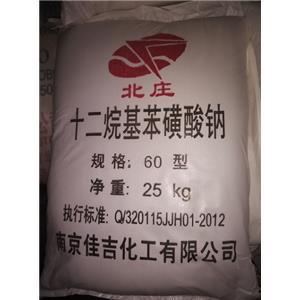 北庄
十二烷基苯磺酸钠
规格: 60 型
净重: 25 kg
执行标准: Q/320115JJH01-2012
南京佳吉化工有限公司